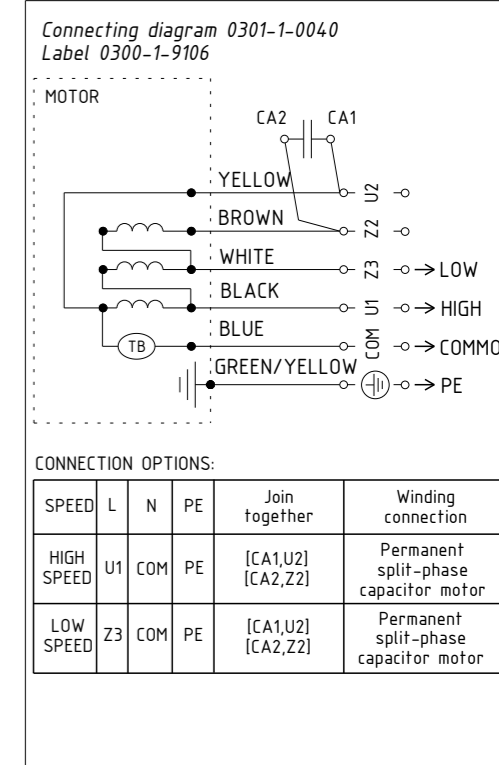 Connecting diagram 0301-1-0040
Label 0300-1-9106
MOTOR
CA2 CA1
YELLOW U2
BROWN Z2
WHITE Z3 LOW
BLACK U1 HIGH
TB BLUE COM COMMO
GREEN/YELLOW PE
CONNECTION OPTIONS:
SPEED L N PE Join together Winding connection
HIGH SPEED U1 COM PE [CA1,U2] [CA2,Z2] Permanent split-phase capacitor motor
LOW SPEED Z3 COM PE [CA1,U2] [CA2,Z2] Permanent split-phase capacitor motor